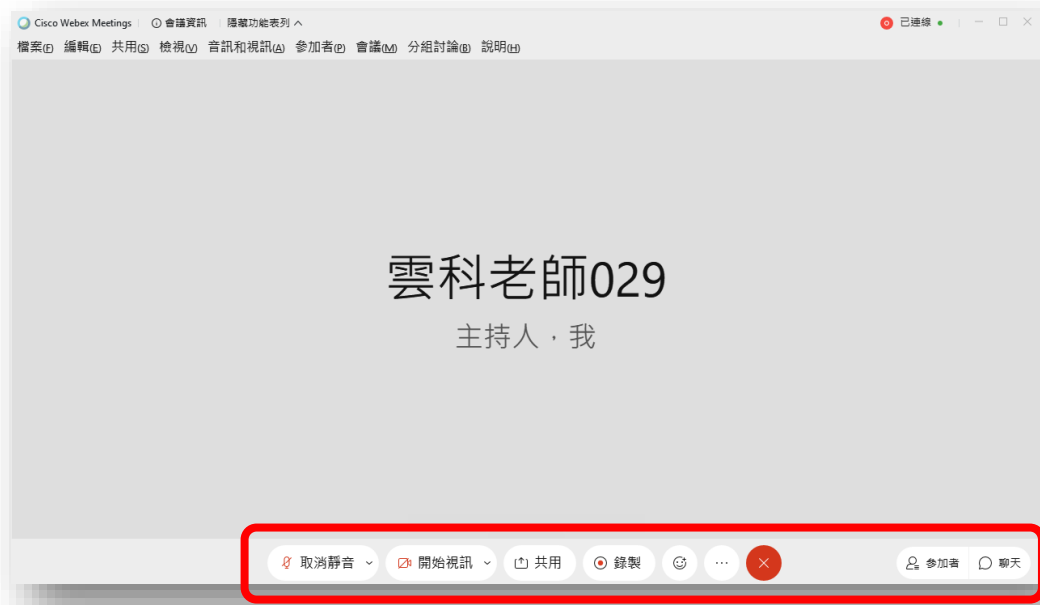 Cisco Webex Meetings 會議資訊 隱藏功能表列 已連線
檔案(F) 編輯(E) 共用(S) 檢視(V) 音訊和視訊(A) 參加者(P) 會議(M) 分組討論(B) 說明(H)
雲科老師029
主持人，我
取消靜音 開始視訊 共用 錄製 ... 參加者 聊天